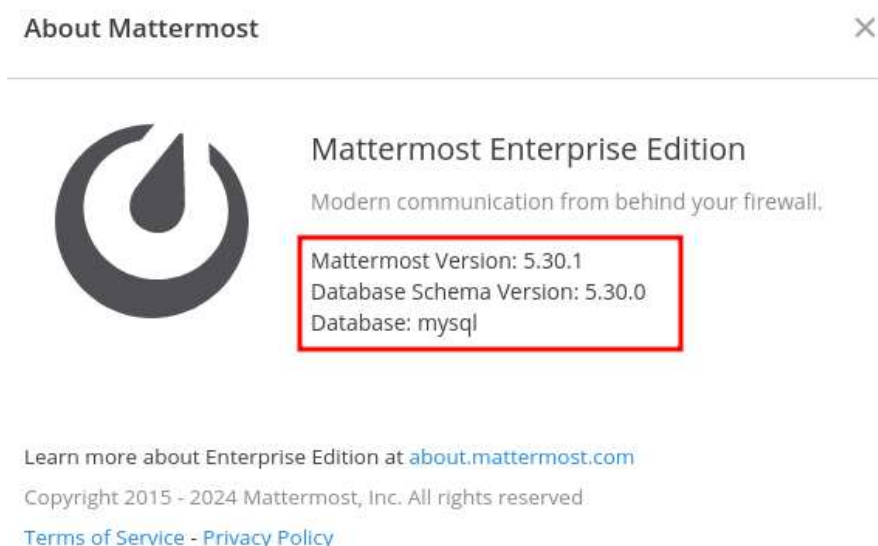 About Mattermost
Mattermost Enterprise Edition
Modern communication from behind your firewall.
Mattermost Version: 5.30.1
Database Schema Version: 5.30.0
Database: mysql
Learn more about Enterprise Edition at about.mattermost.com
Copyright 2015 - 2024 Mattermost, Inc. All rights reserved
Terms of Service - Privacy Policy